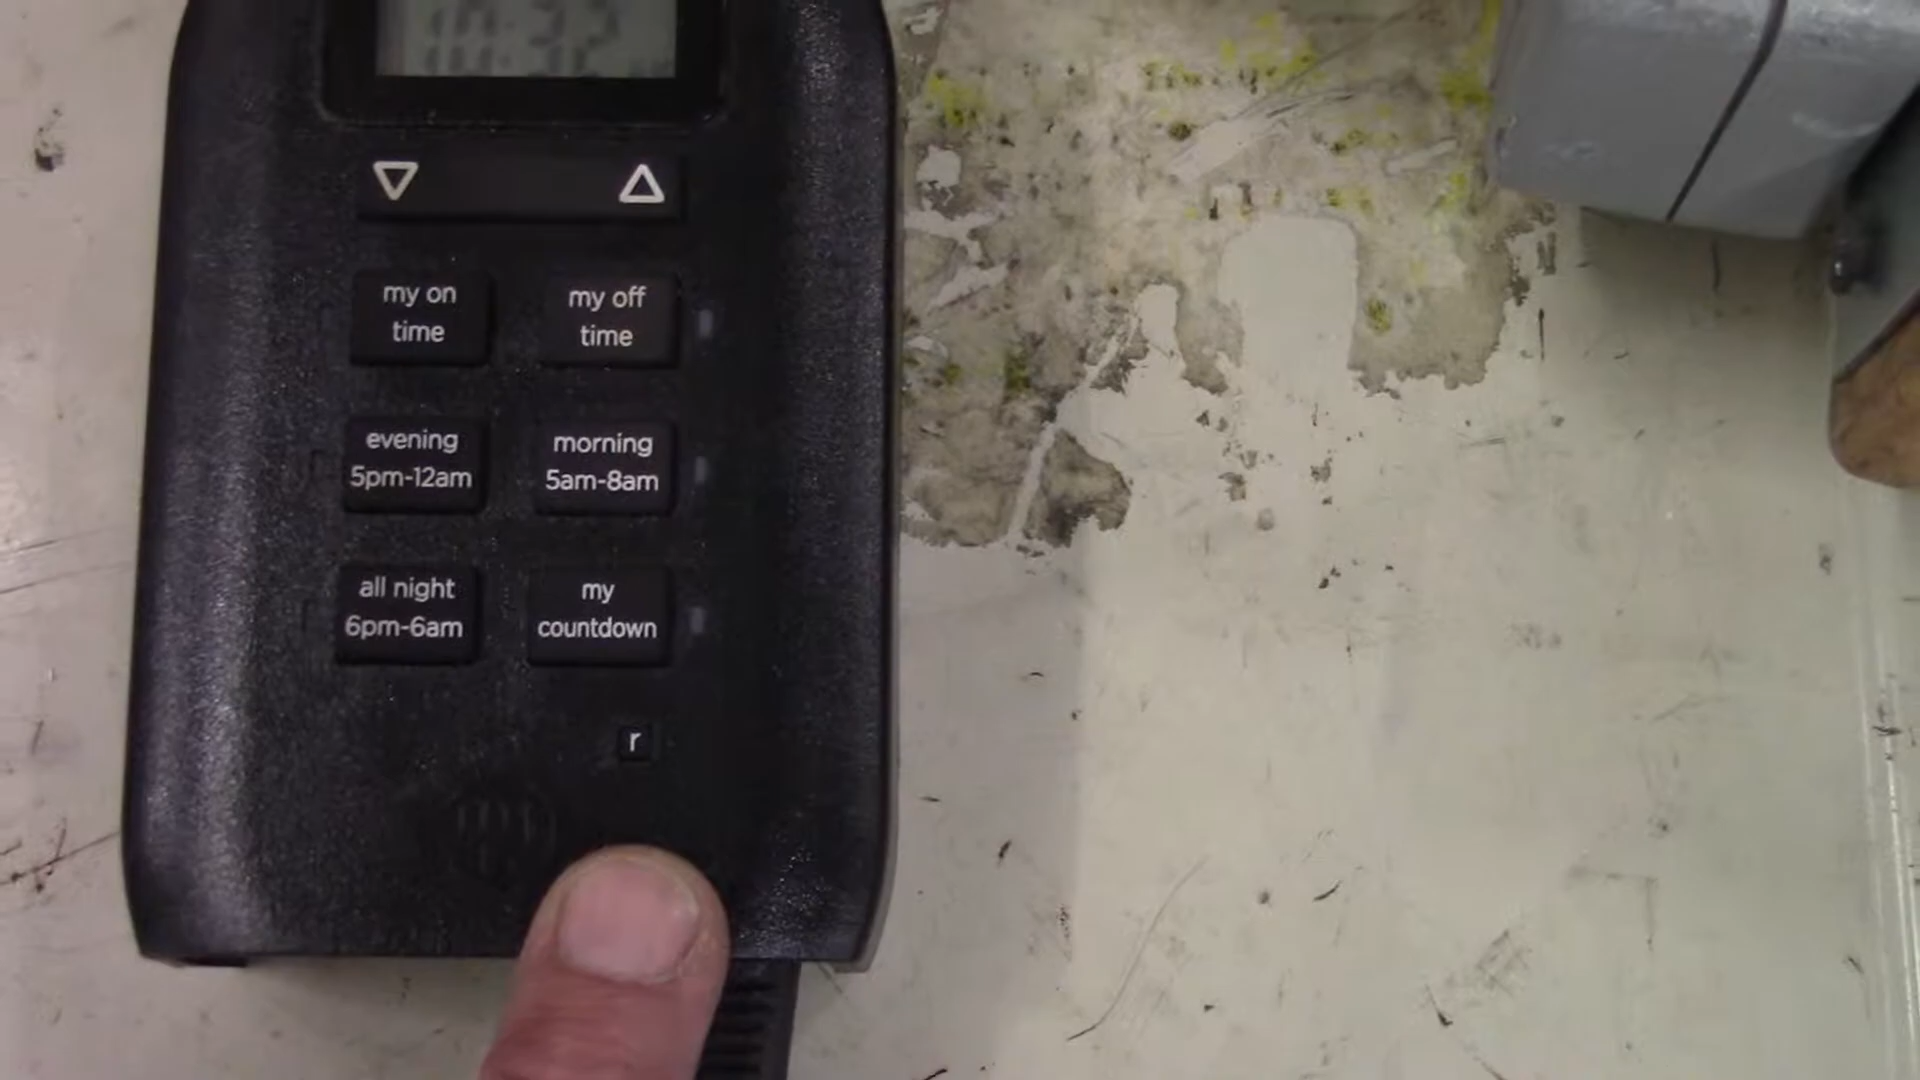 my on
time
my off
time
evening
5pm-12am
morning
5am-8am
all night
6pm-6am
my
countdown
r